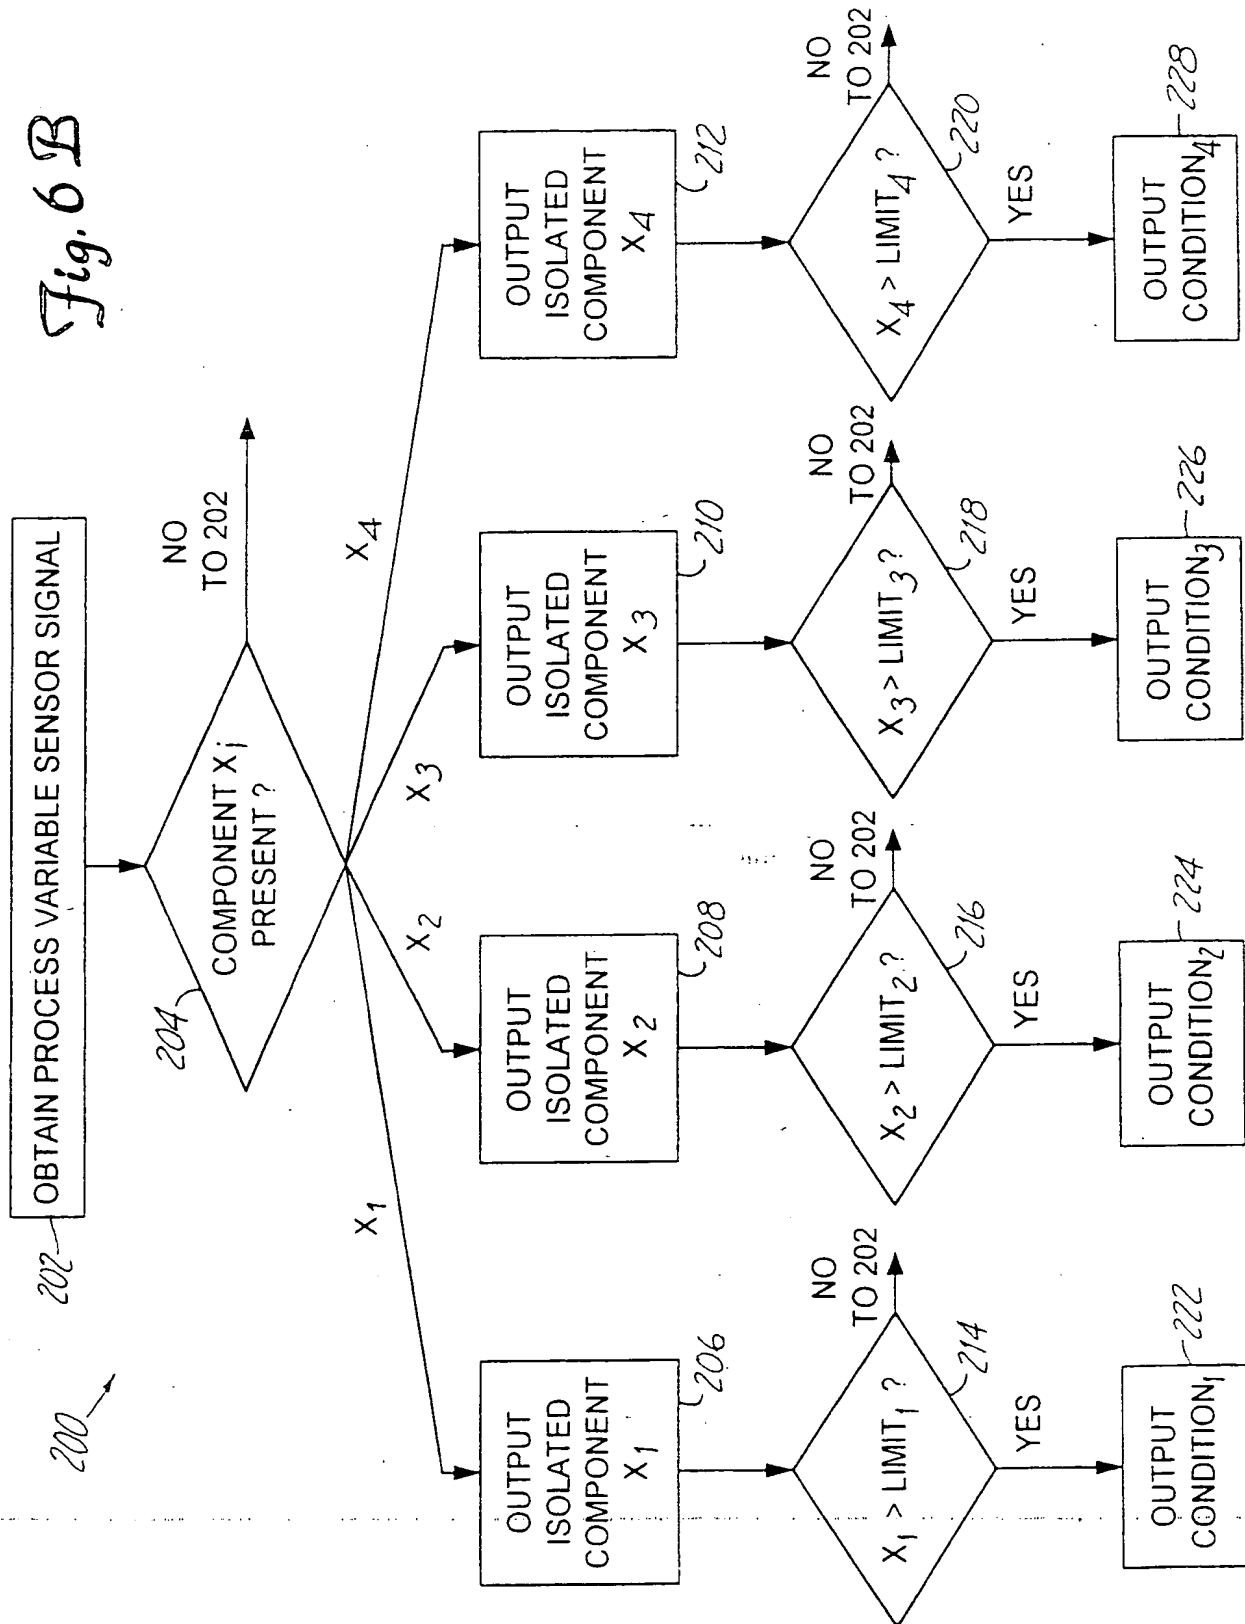 Fig. 6B
200
202
OBTAIN PROCESS VARIABLE SENSOR SIGNAL
204
COMPONENT Xj
PRESENT ?
NO
TO 202
X1
X2
X3
X4
OUTPUT
ISOLATED
COMPONENT
X1
206
OUTPUT
ISOLATED
COMPONENT
X2
208
OUTPUT
ISOLATED
COMPONENT
X3
210
OUTPUT
ISOLATED
COMPONENT
X4
212
X1 > LIMIT1 ?
NO
TO 202
214
YES
X2 > LIMIT2 ?
NO
TO 202
216
YES
X3 > LIMIT3 ?
NO
TO 202
218
YES
X4 > LIMIT4 ?
NO
TO 202
220
YES
OUTPUT
CONDITION1
222
OUTPUT
CONDITION2
224
OUTPUT
CONDITION3
226
OUTPUT
CONDITION4
228